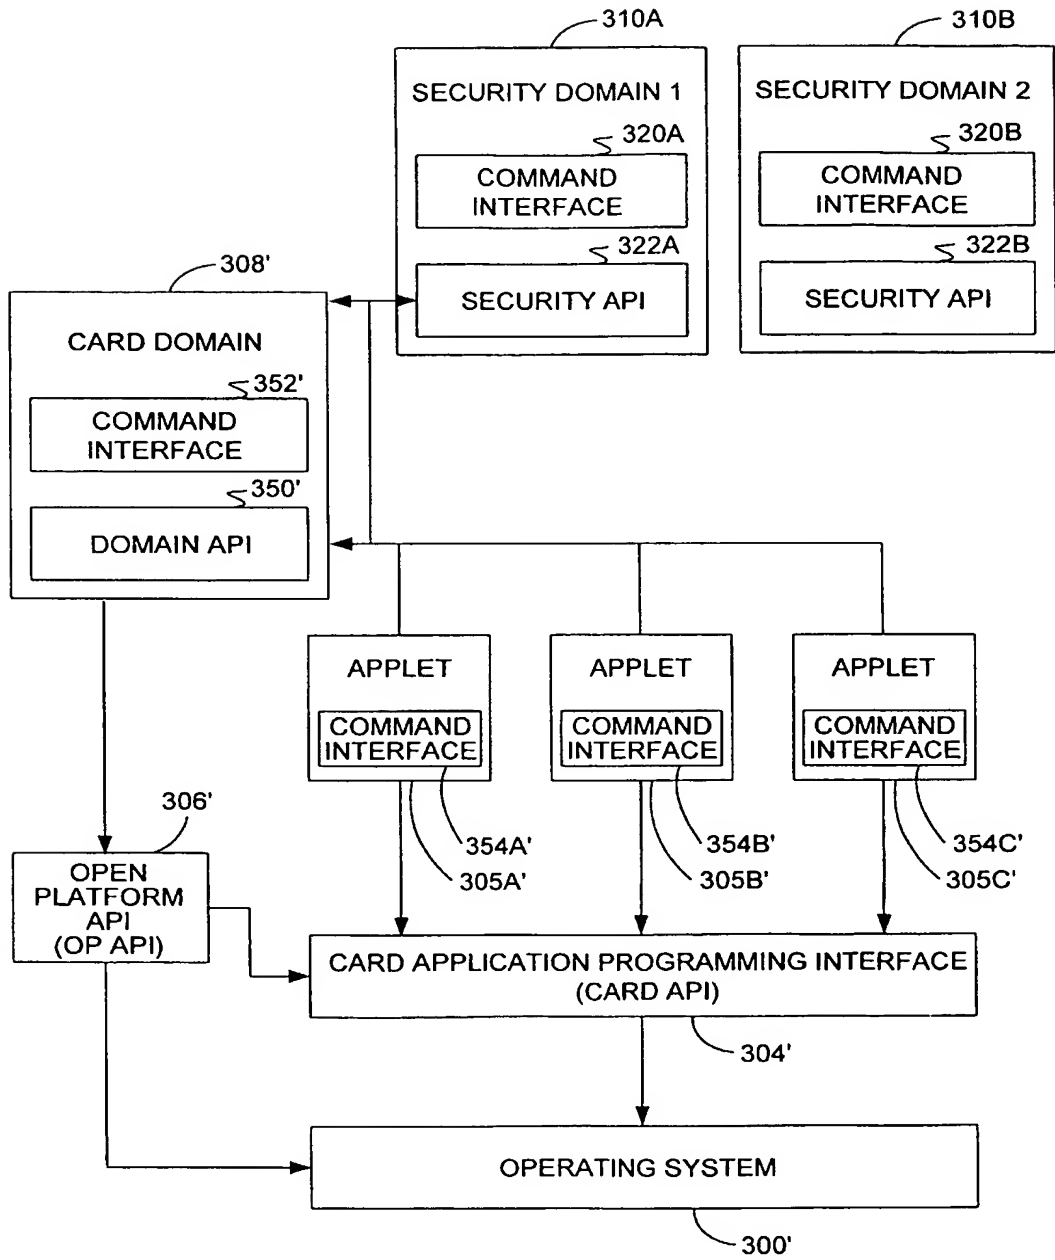 310A
310B
SECURITY DOMAIN 1
SECURITY DOMAIN 2
320A
320B
COMMAND
INTERFACE
COMMAND
INTERFACE
322A
322B
SECURITY API
SECURITY API
308'
CARD DOMAIN
352'
COMMAND
INTERFACE
350'
DOMAIN API
APPLET
APPLET
APPLET
COMMAND
INTERFACE
COMMAND
INTERFACE
COMMAND
INTERFACE
354A'
354B'
354C'
305A'
305B'
305C'
306'
OPEN
PLATFORM
API
(OP API)
CARD APPLICATION PROGRAMMING INTERFACE
(CARD API)
304'
OPERATING SYSTEM
300'